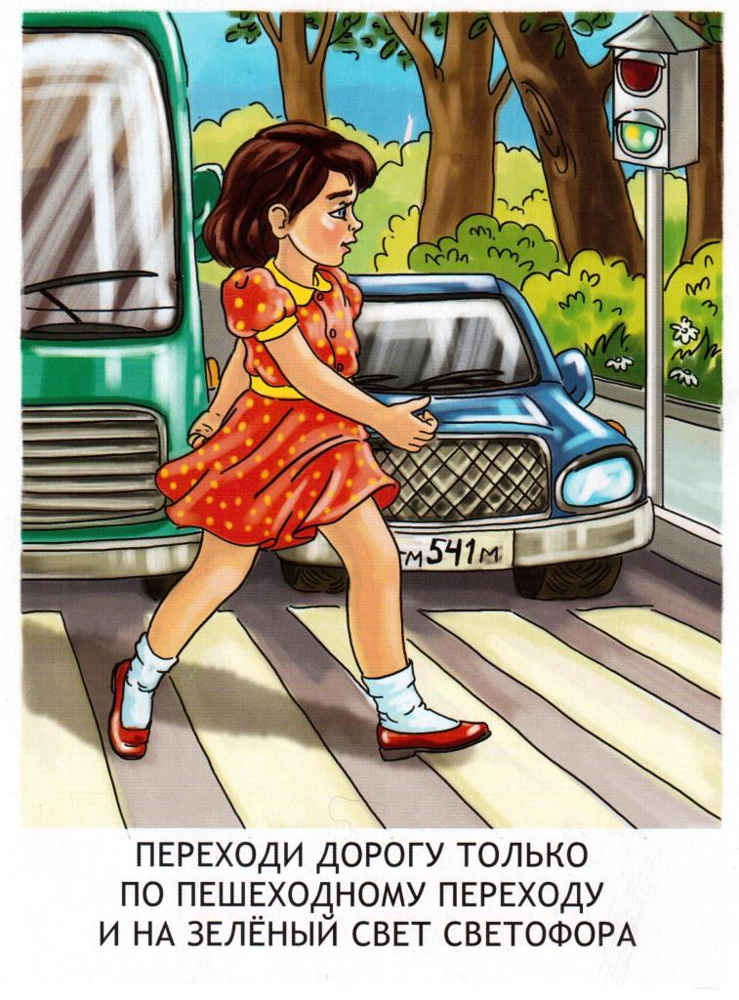 м541м
ПЕРЕХОДИ ДОРОГУ ТОЛЬКО
ПО ПЕШЕХОДНОМУ ПЕРЕХОДУ
И НА ЗЕЛЁНЫЙ СВЕТ СВЕТОФОРА